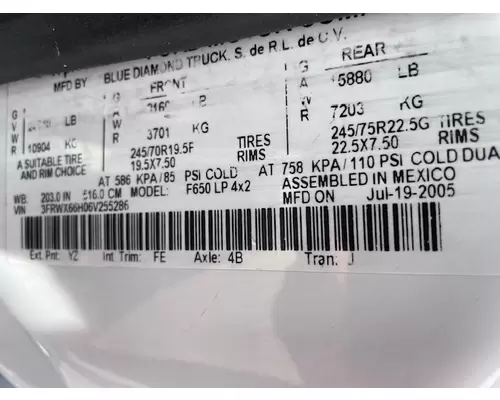 MFD BY BLUE DIAMOND TRUCK, S. de R.L. de C.V.
G V W R LB 10904 KG
FRONT G A W R LB 3701 KG
REAR G A W R 15880 LB 7203 KG
A SUITABLE TIRE AND RIM CHOICE
245/70R19.5F TIRES 245/75R22.5G TIRES
19.5X7.50 RIMS 22.5X7.50 RIMS
AT 586 KPA/ 85 PSI COLD AT 758 KPA/110 PSI COLD DUAL
WB: 203.0 IN 516.0 CM MODEL: F650 LP 4x2 ASSEMBLED IN MEXICO
VIN 3FRWX66H06V255286 MFD ON Jul-19-2005
Ext. Pnt: Y2 Int Trim: FE Axle: 4B Tran: J